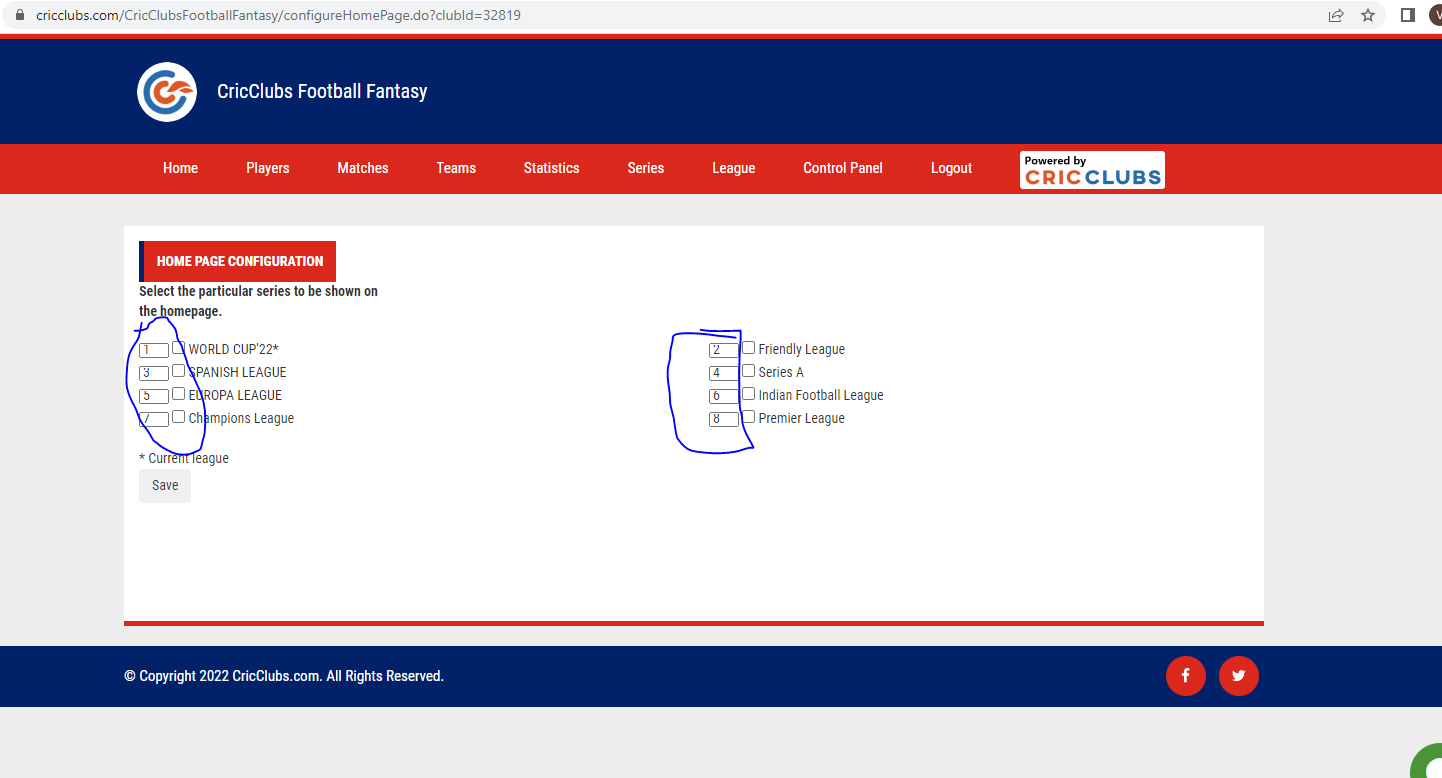 cricclubs.com/CricClubsFootballFantasy/configureHomePage.do?clubId=32819
V
CricClubs Football Fantasy
Home Players Matches Teams Statistics Series League Control Panel Logout
Powered by
CRICCLUBS
HOME PAGE CONFIGURATION
Select the particular series to be shown on
the homepage.
1 WORLD CUP'22* 2 Friendly League
3 SPANISH LEAGUE 4 Series A
5 EUROPA LEAGUE 6 Indian Football League
7 Champions League 8 Premier League
* Current league
Save
© Copyright 2022 CricClubs.com. All Rights Reserved.